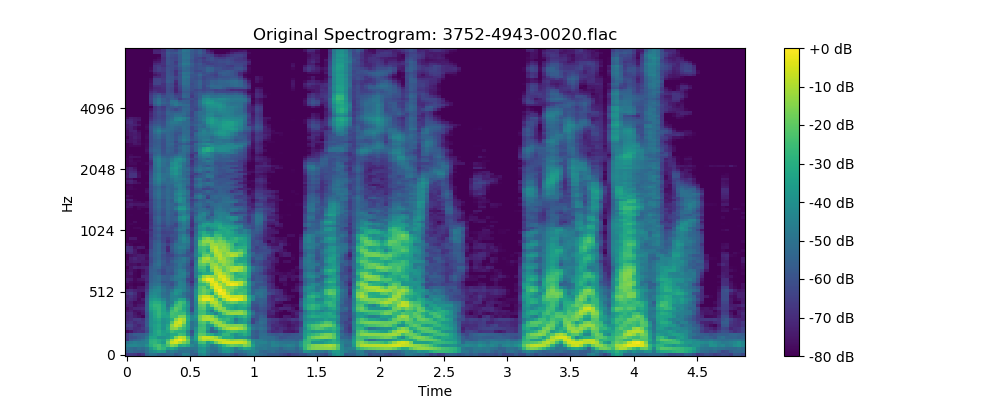 Original Spectrogram: 3752-4943-0020.flac
Hz
4096
2048
1024
512
0
0 0.5 1 1.5 2 2.5 3 3.5 4 4.5
Time
+0 dB
-10 dB
-20 dB
-30 dB
-40 dB
-50 dB
-60 dB
-70 dB
-80 dB